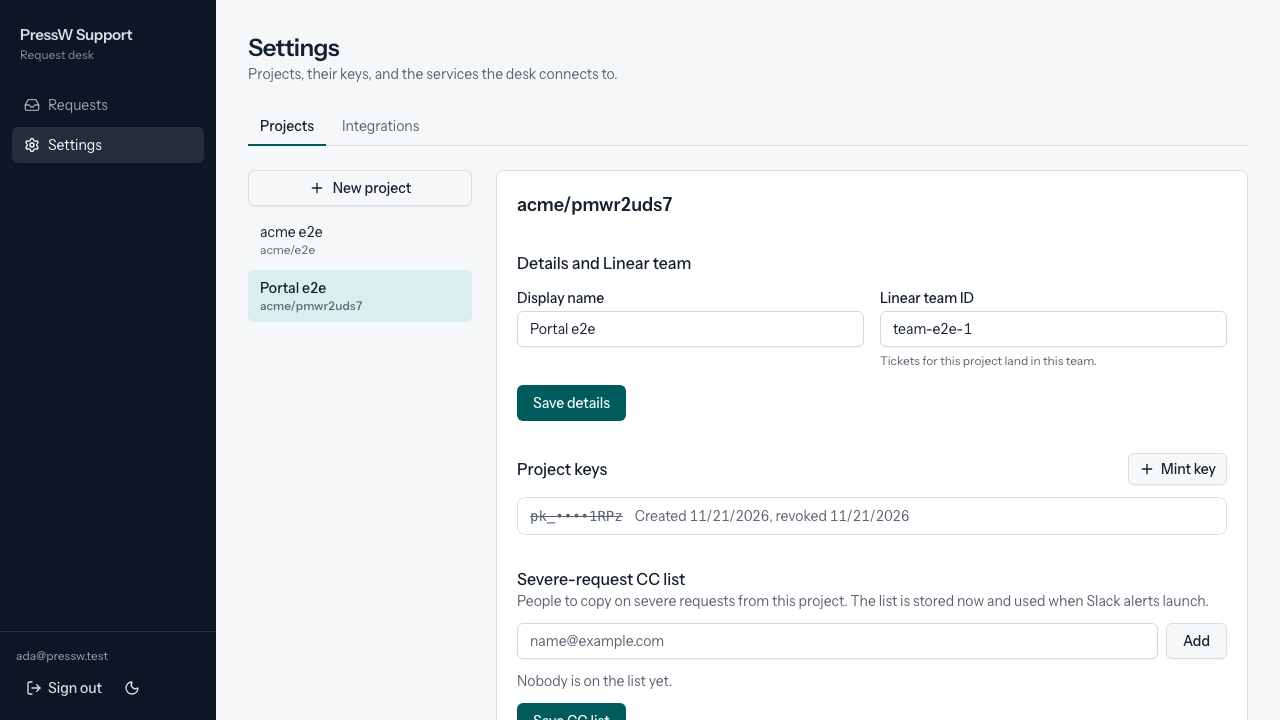 PressW Support
Request desk
Requests
Settings
ada@pressw.test
Sign out
Settings
Projects, their keys, and the services the desk connects to.
Projects
Integrations
New project
acme e2e
acme/e2e
Portal e2e
acme/pmwr2uds7
acme/pmwr2uds7
Details and Linear team
Display name
Linear team ID
Portal e2e
team-e2e-1
Tickets for this project land in this team.
Save details
Project keys
Mint key
pk_••••1RPz Created 11/21/2026, revoked 11/21/2026
Severe-request CC list
People to copy on severe requests from this project. The list is stored now and used when Slack alerts launch.
name@example.com
Add
Nobody is on the list yet.
Save CC list